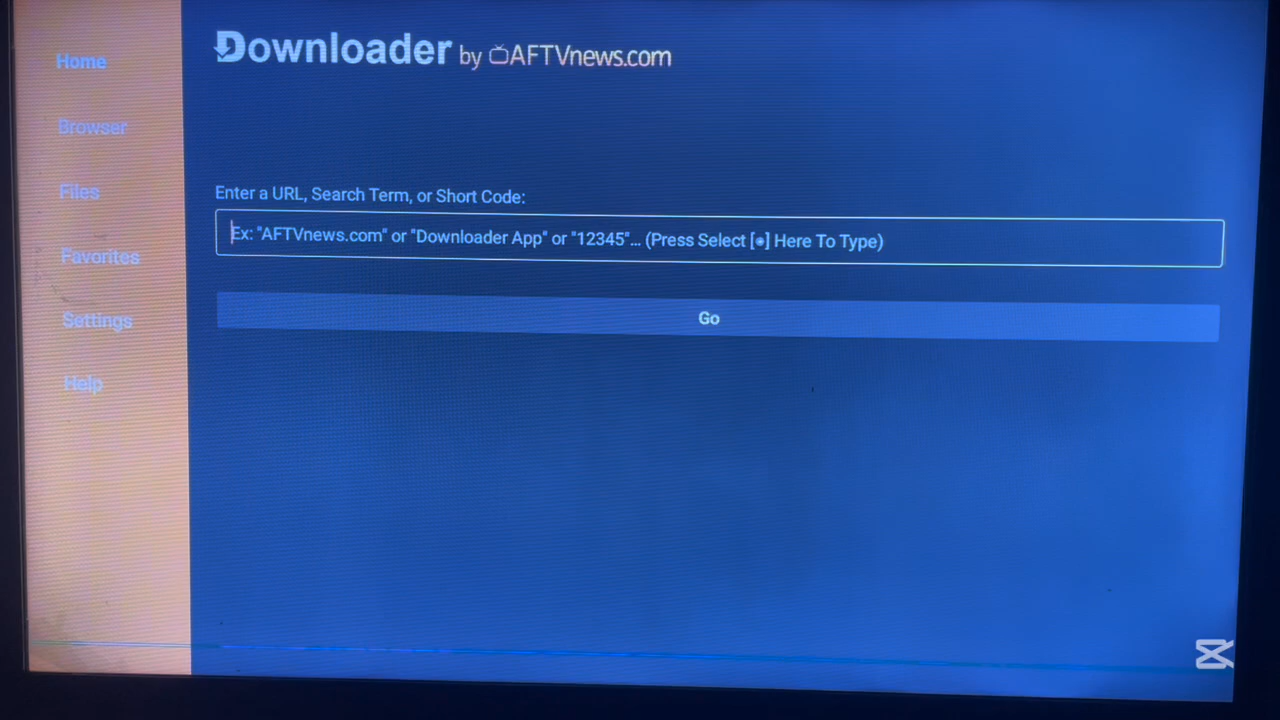 Downloader by AFTVnews.com
Home
Browser
Files
Favorites
Settings
Help
Enter a URL, Search Term, or Short Code:
Ex: "AFTVnews.com" or "Downloader App" or "12345"... (Press Select [◉] Here To Type)
Go